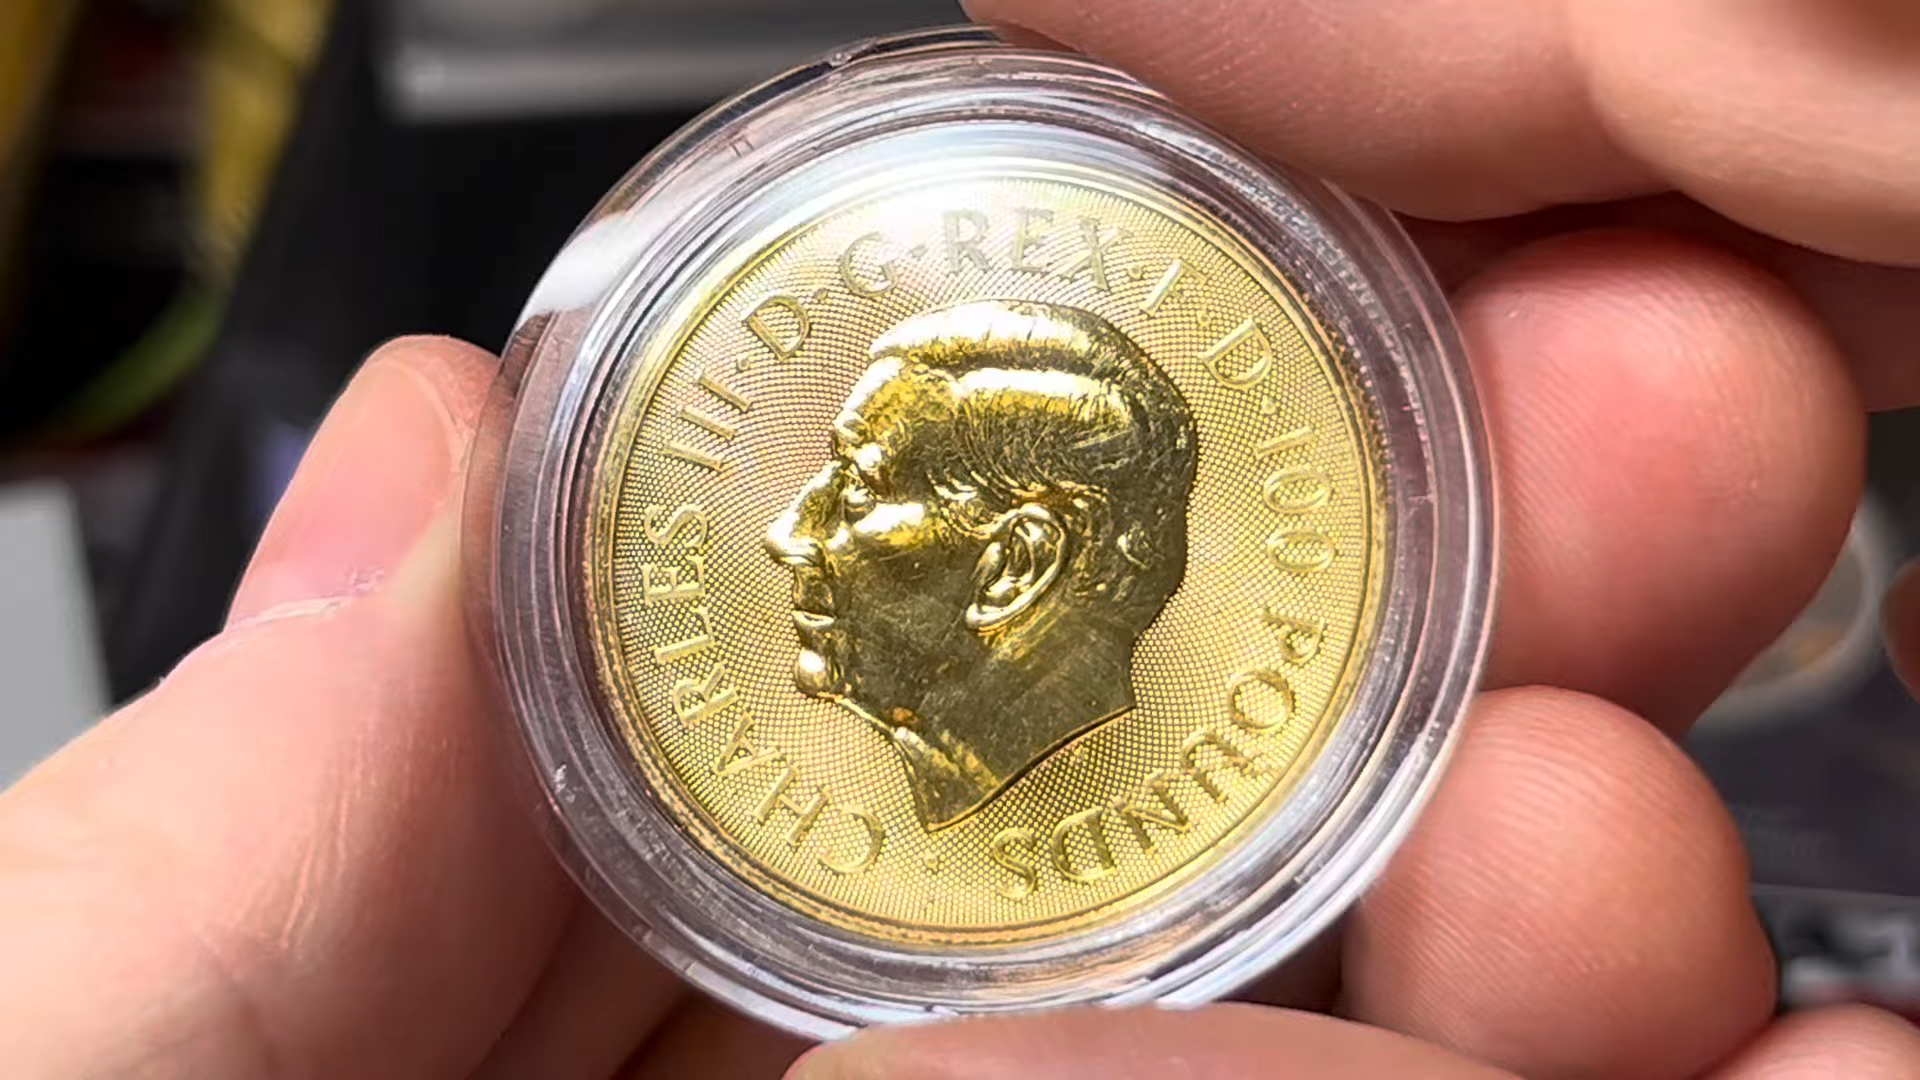 CHARLES III · D · G · REX · F · D · 100 POUNDS ·